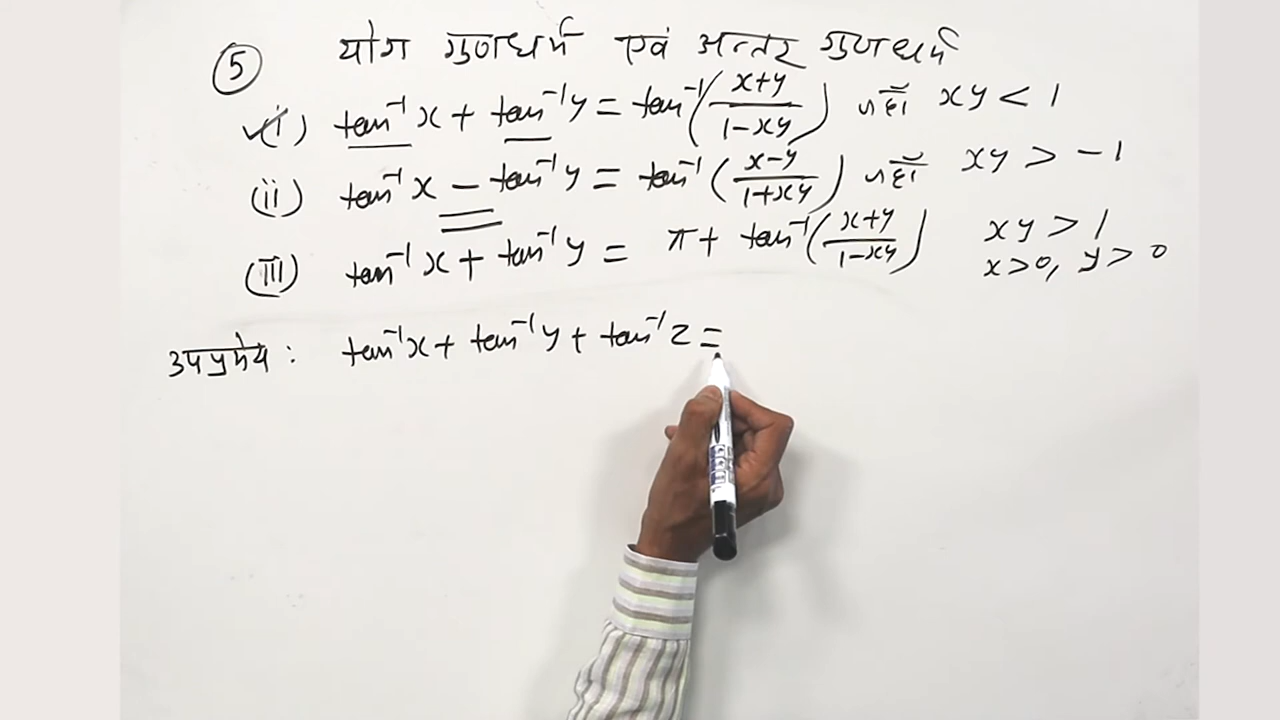 (5) योग गुणधर्म एवं अन्तर गुणधर्म
(i) tan⁻¹x + tan⁻¹y = tan⁻¹((x+y)/(1-xy)) जहाँ xy < 1
(ii) tan⁻¹x - tan⁻¹y = tan⁻¹((x-y)/(1+xy)) जहाँ xy > -1
(iii) tan⁻¹x + tan⁻¹y = π + tan⁻¹((x+y)/(1-xy)) xy > 1
x>0, y>0
उपप्रमेय : tan⁻¹x + tan⁻¹y + tan⁻¹z =